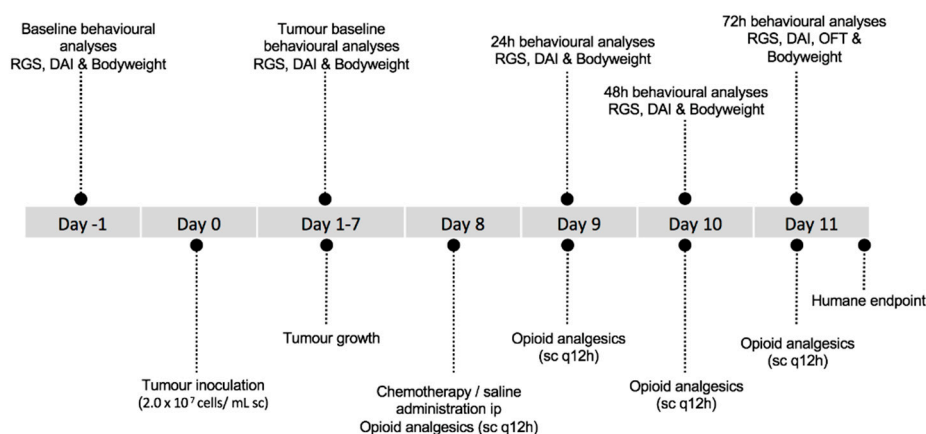 Baseline behavioural
analyses
RGS, DAI & Bodyweight
Tumour baseline
behavioural analyses
RGS, DAI & Bodyweight
24h behavioural analyses
RGS, DAI & Bodyweight
48h behavioural analyses
RGS, DAI & Bodyweight
72h behavioural analyses
RGS, DAI, OFT &
Bodyweight
Day -1
Day 0
Day 1-7
Day 8
Day 9
Day 10
Day 11
Tumour inoculation
(2.0 x 10⁷ cells/ mL sc)
Tumour growth
Chemotherapy / saline
administration ip
Opioid analgesics (sc q12h)
Opioid analgesics
(sc q12h)
Opioid analgesics
(sc q12h)
Opioid analgesics
(sc q12h)
Humane endpoint